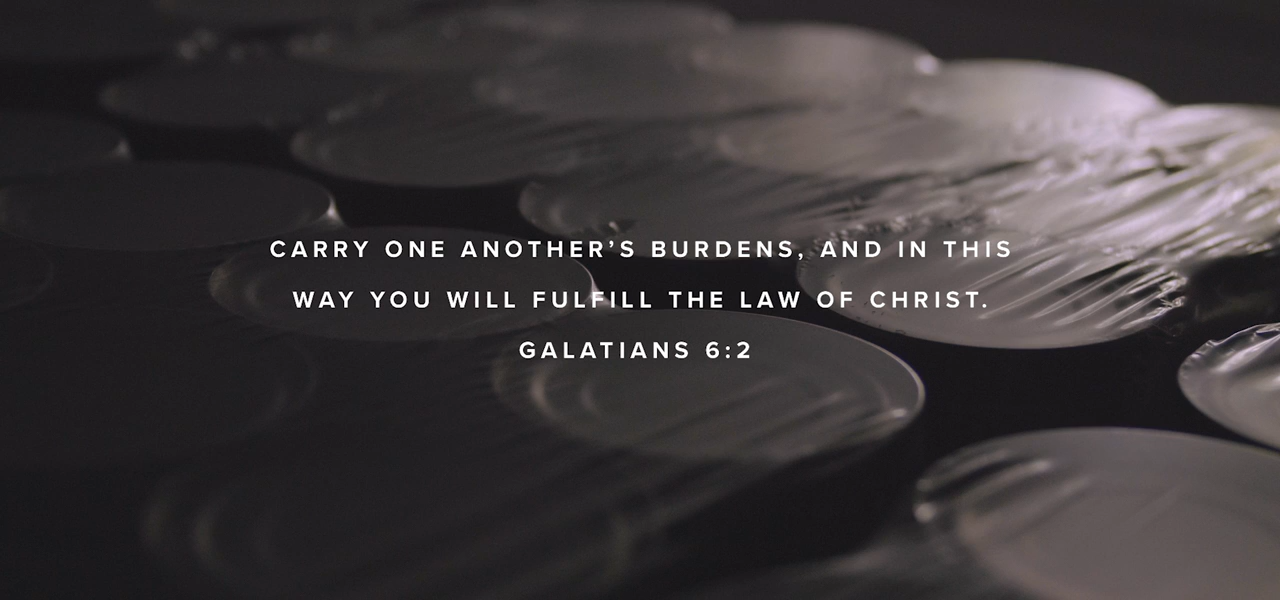 CARRY ONE ANOTHER’S BURDENS, AND IN THIS
WAY YOU WILL FULFILL THE LAW OF CHRIST.
GALATIANS 6:2